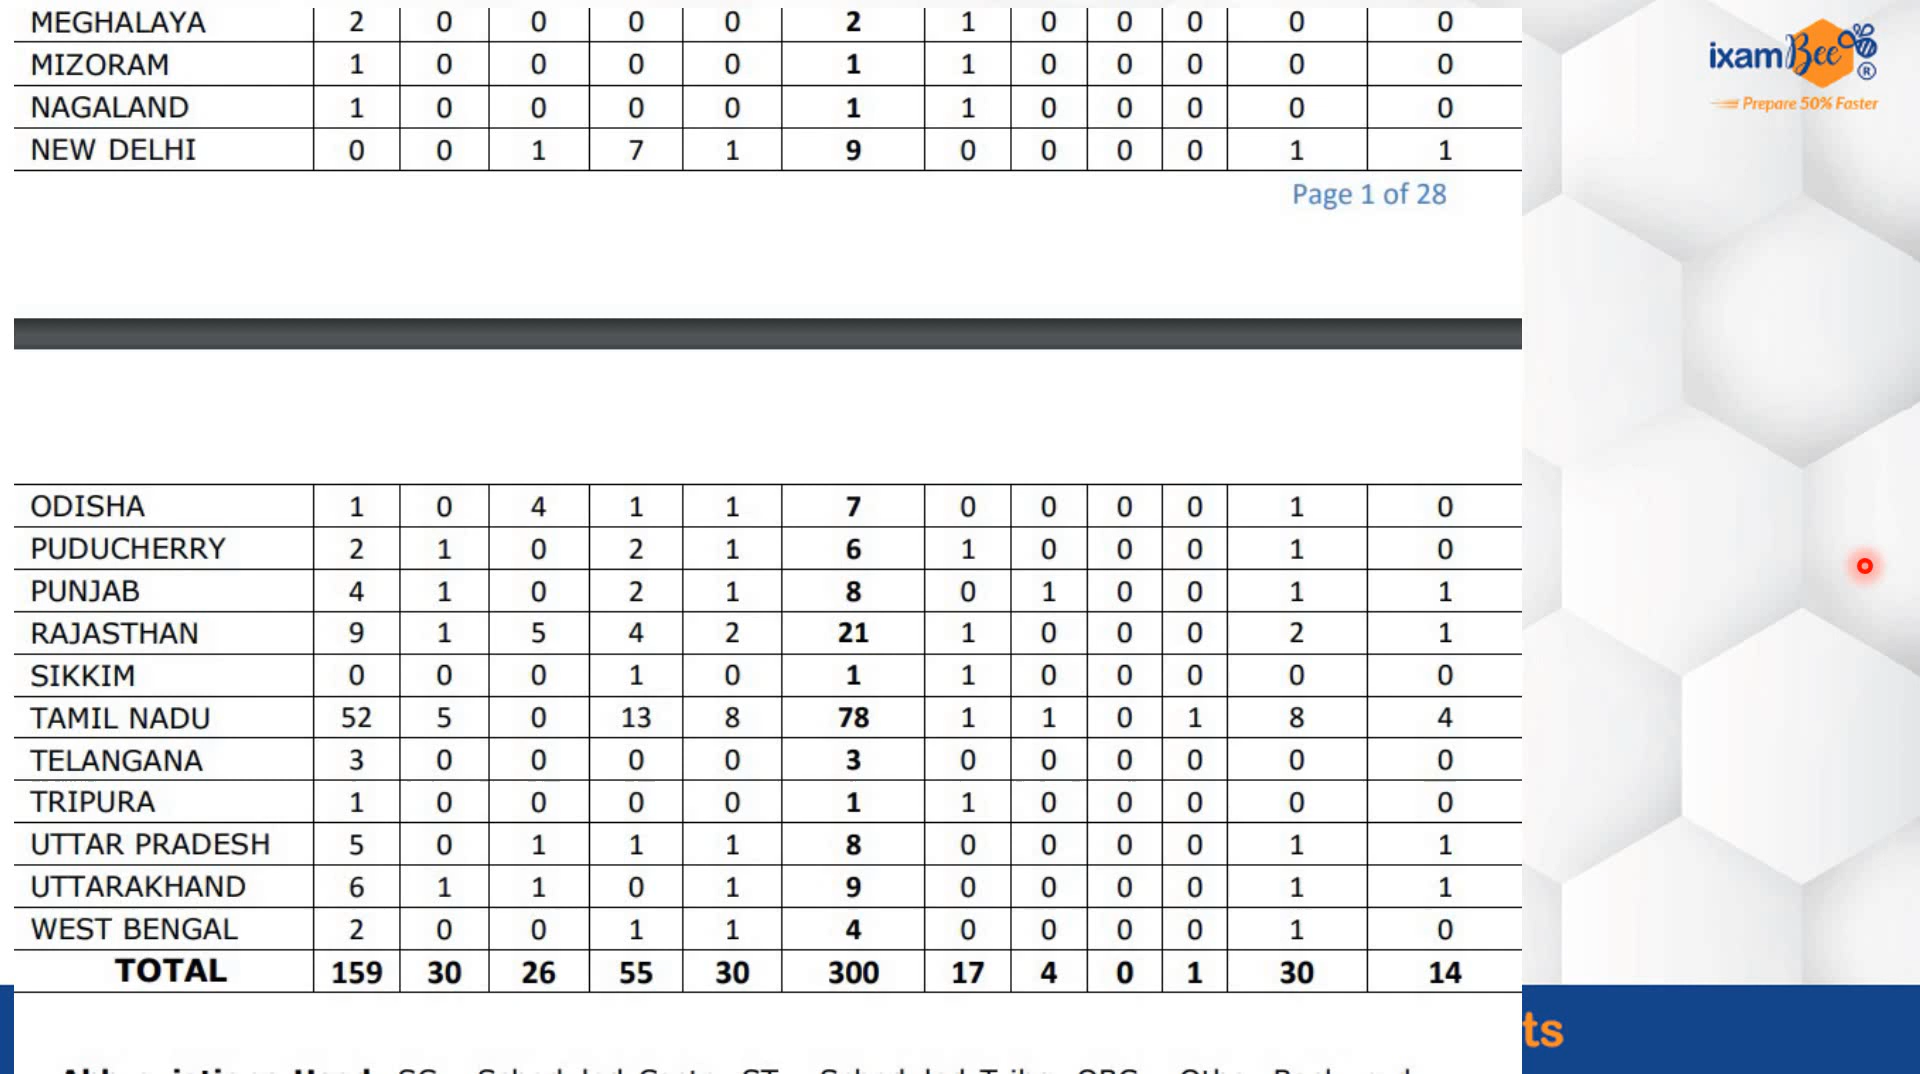 MEGHALAYA 2 0 0 0 0 2 1 0 0 0 0 0
MIZORAM 1 0 0 0 0 1 1 0 0 0 0 0
NAGALAND 1 0 0 0 0 1 1 0 0 0 0 0
NEW DELHI 0 0 1 7 1 9 0 0 0 0 1 1
Page 1 of 28
ixamBee ®
Prepare 50% Faster
ODISHA 1 0 4 1 1 7 0 0 0 0 1 0
PUDUCHERRY 2 1 0 2 1 6 1 0 0 0 1 0
PUNJAB 4 1 0 2 1 8 0 1 0 0 1 1
RAJASTHAN 9 1 5 4 2 21 1 0 0 0 2 1
SIKKIM 0 0 0 1 0 1 1 0 0 0 0 0
TAMIL NADU 52 5 0 13 8 78 1 1 0 1 8 4
TELANGANA 3 0 0 0 0 3 0 0 0 0 0 0
TRIPURA 1 0 0 0 0 1 1 0 0 0 0 0
UTTAR PRADESH 5 0 1 1 1 8 0 0 0 0 1 1
UTTARAKHAND 6 1 1 0 1 9 0 0 0 0 1 1
WEST BENGAL 2 0 0 1 1 4 0 0 0 0 1 0
TOTAL 159 30 26 55 30 300 17 4 0 1 30 14
ts